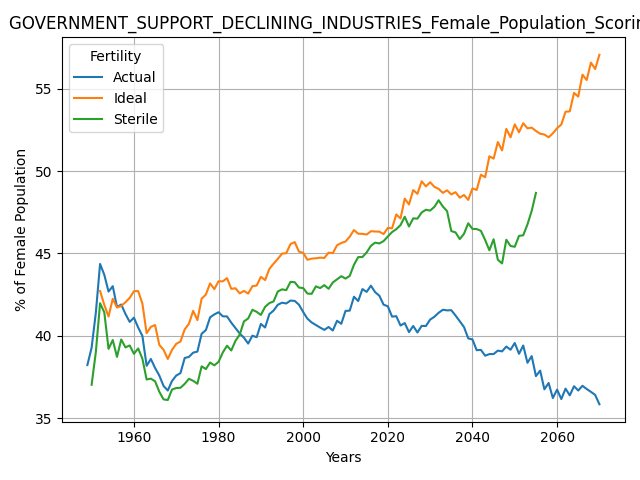 GOVERNMENT_SUPPORT_DECLINING_INDUSTRIES_Female_Population_Scorin
Fertility
Actual
Ideal
Sterile
% of Female Population
55
50
45
40
35
1960 1980 2000 2020 2040 2060
Years